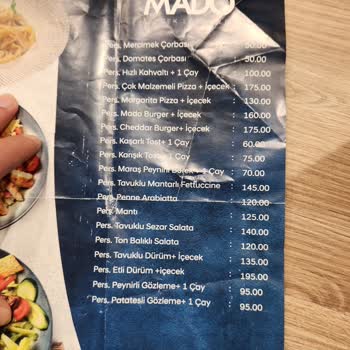 MADO
Pers. Mercimek Çorbası : 50.00
Pers. Domates Çorbası : 50.00
Pers. Hızlı Kahvaltı + 1 Çay : 100.00
Pers. Çok Malzemeli Pizza + İçecek : 175.00
Pers. Margarita Pizza + İçecek : 130.00
Pers. Mado Burger + İçecek : 160.00
Pers. Cheddar Burger+ İçecek : 175.00
Pers. Kaşarlı Tost+ 1 Çay : 60.00
Pers. Karışık Tost+ 1 Çay : 75.00
Pers. Maraş Peynirli Börek + 1 Çay : 70.00
Pers. Tavuklu Mantarlı Fettuccine : 145.00
Pers. Penne Arabiatta : 120.00
Pers. Mantı : 125.00
Pers. Tavuklu Sezar Salata : 140.00
Pers. Ton Balıklı Salata : 120.00
Pers. Tavuklu Dürüm+ İçecek : 135.00
Pers. Etli Dürüm +içecek : 195.00
Pers. Peynirli Gözleme+ 1 Çay : 95.00
Pers. Patatesli Gözleme+ 1 Çay : 95.00